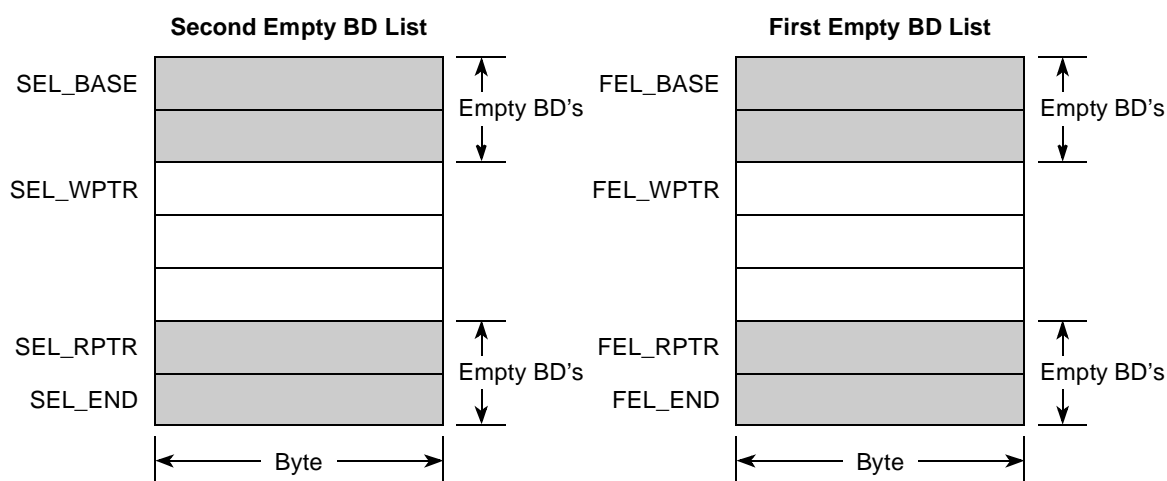 Second Empty BD List
SEL_BASE
Empty BD's
SEL_WPTR
SEL_RPTR
Empty BD's
SEL_END
Byte
First Empty BD List
FEL_BASE
Empty BD's
FEL_WPTR
FEL_RPTR
Empty BD's
FEL_END
Byte